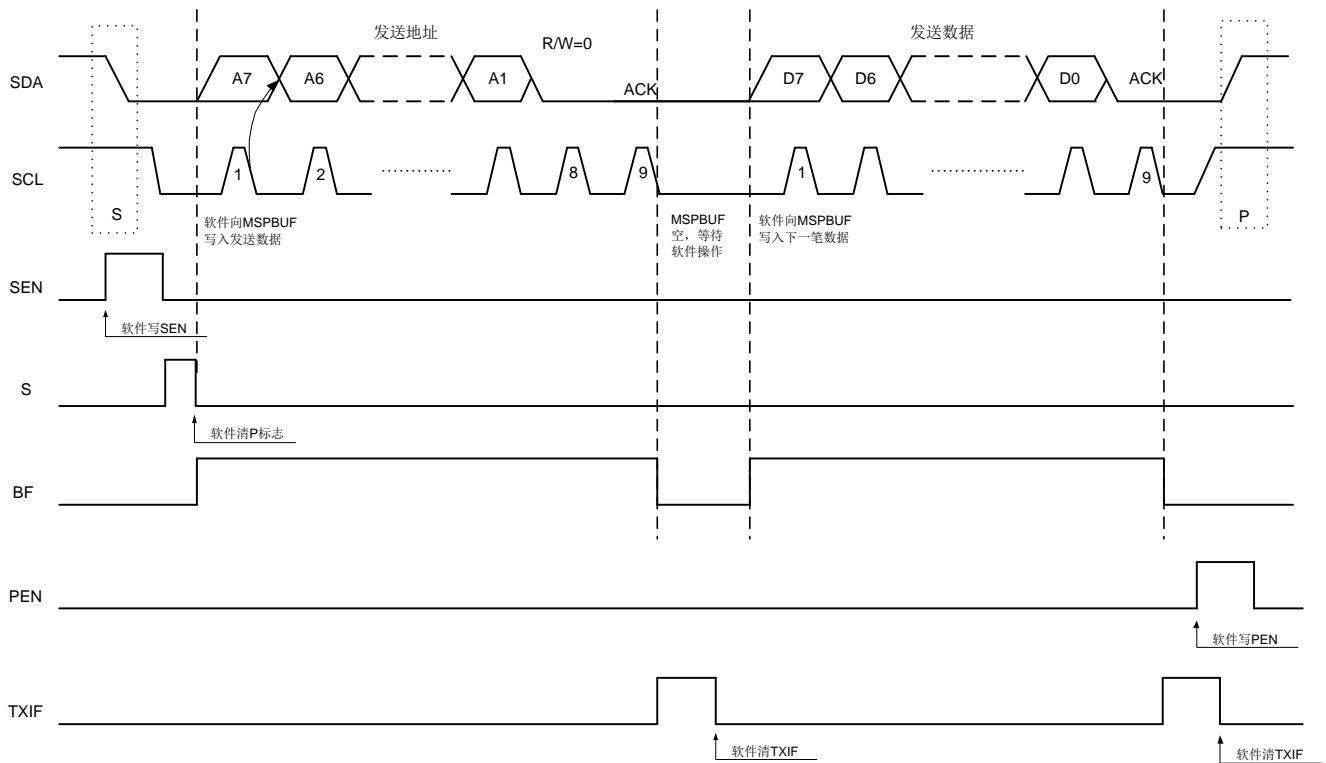 发送地址
R/W=0
发送数据
SDA
A7
A6
A1
ACK
D7
D6
D0
ACK
SCL
1
2
8
9
1
9
S
P
软件向MSPBUF
写入发送数据
MSPBUF
空，等待
软件操作
软件向MSPBUF
写入下一笔数据
SEN
软件写SEN
S
软件清P标志
BF
PEN
软件写PEN
TXIF
软件清TXIF
软件清TXIF